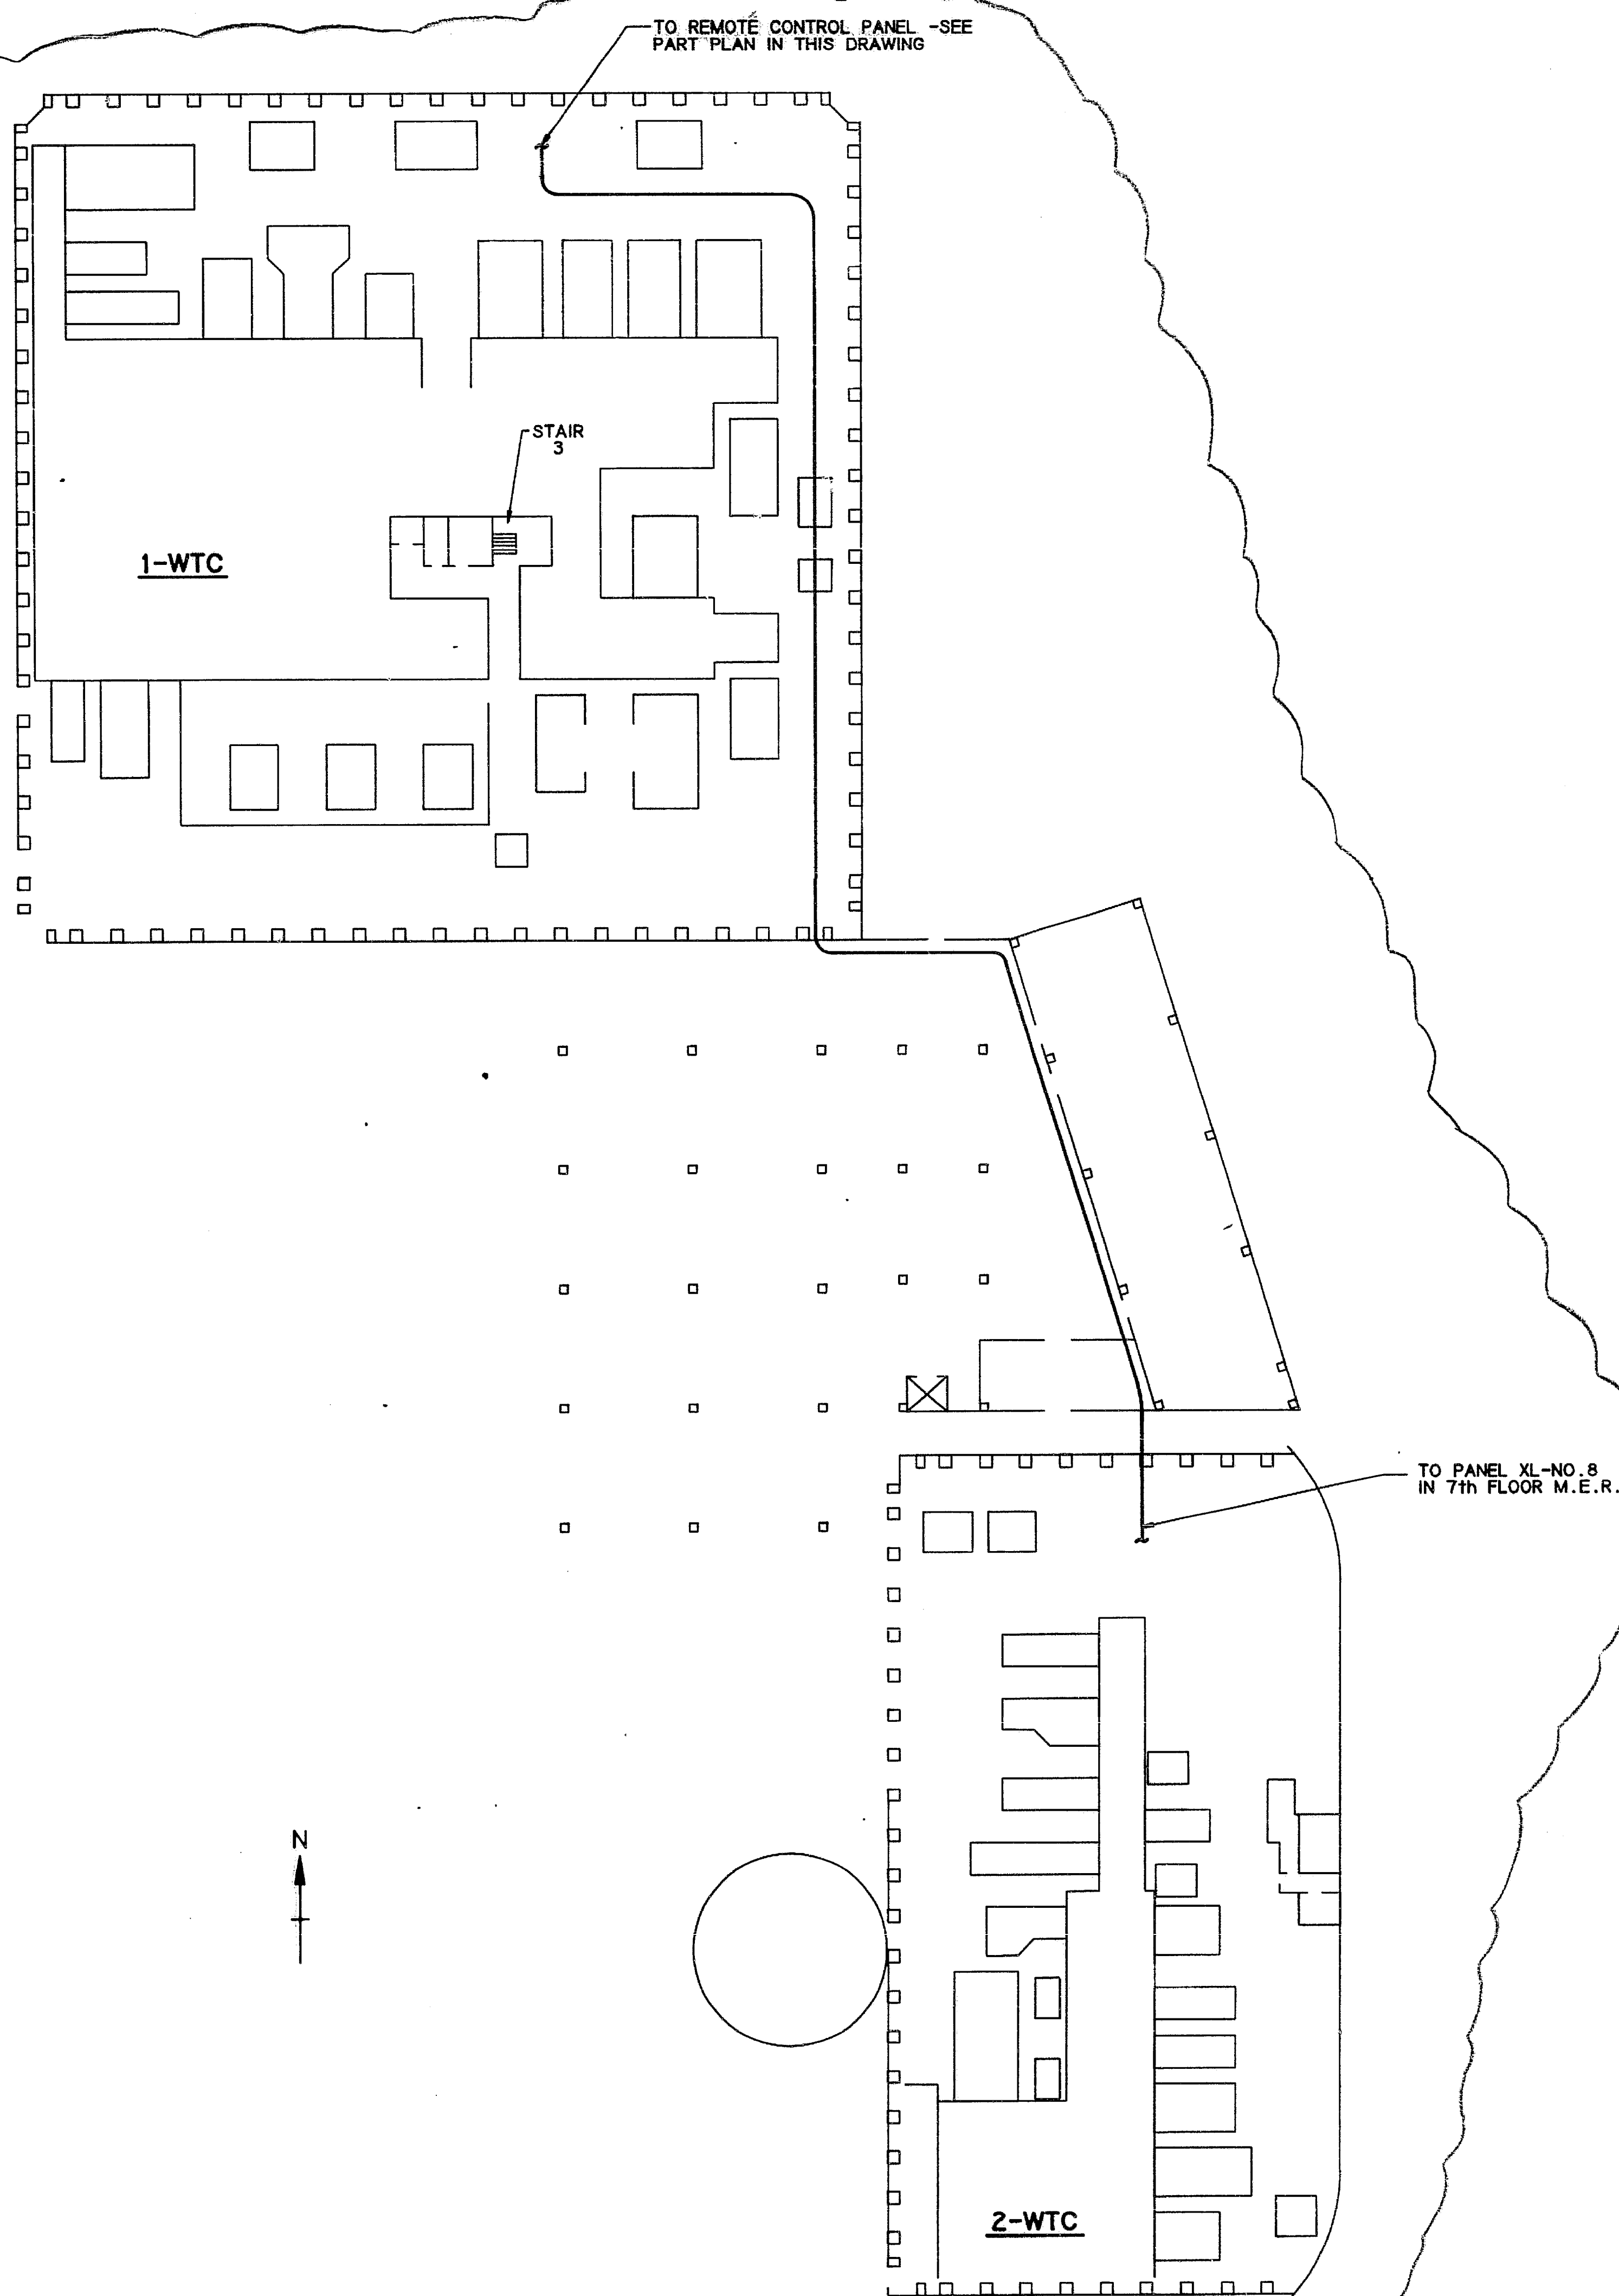 TO REMOTE CONTROL PANEL -SEE
PART PLAN IN THIS DRAWING
STAIR
3
1-WTC
TO PANEL XL-NO.8
IN 7th FLOOR M.E.R.
N
2-WTC